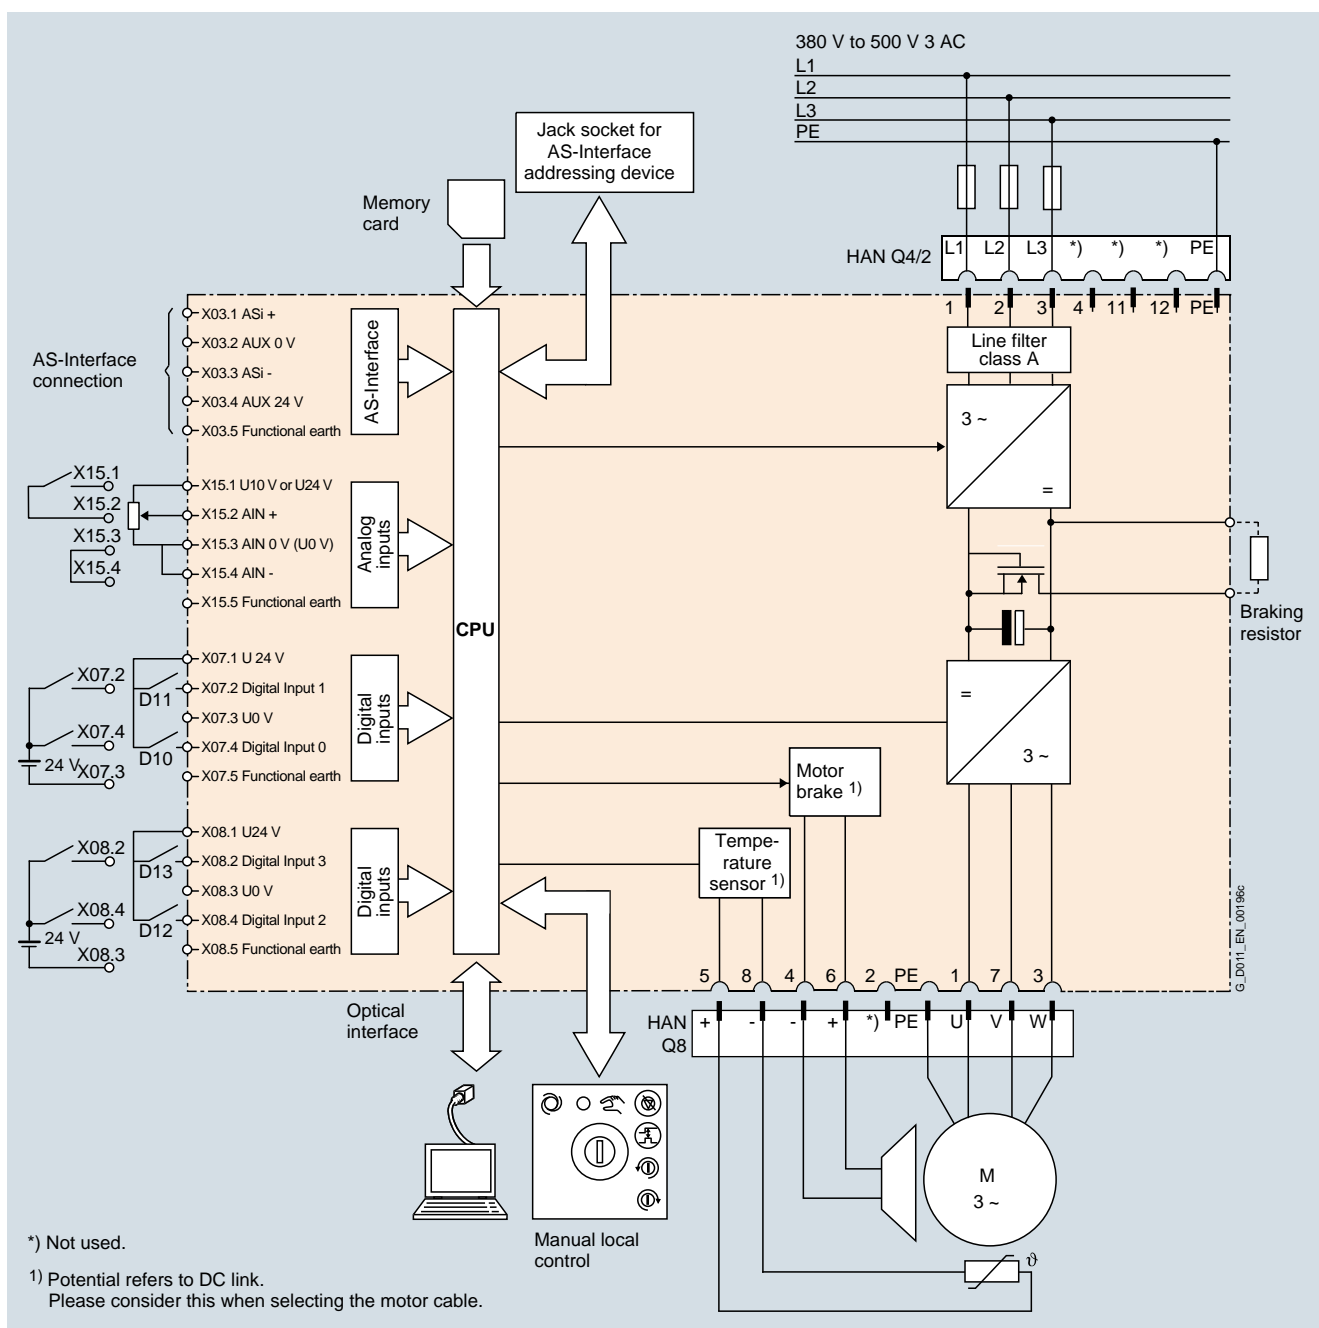 380 V to 500 V 3 AC
L1
L2
L3
PE
Jack socket for
AS-Interface
addressing device
Memory
card
HAN Q4/2
L1 L2 L3 *) *) *) PE
1 2 3 4 11 12 PE
Line filter
class A
3 ~
=
AS-Interface
connection
X03.1 ASi +
X03.2 AUX 0 V
X03.3 ASi -
X03.4 AUX 24 V
X03.5 Functional earth
AS-Interface
X15.1
X15.2
X15.3
X15.4
X15.1 U10 V or U24 V
X15.2 AIN +
X15.3 AIN 0 V (U0 V)
X15.4 AIN -
X15.5 Functional earth
Analog
inputs
CPU
Braking
resistor
X07.2
X07.4
24 V
X07.3
D11
D10
X07.1 U 24 V
X07.2 Digital Input 1
X07.3 U0 V
X07.4 Digital Input 0
X07.5 Functional earth
Digital
inputs
=
3 ~
Motor
brake 1)
Tempe-
rature
sensor 1)
X08.2
X08.4
24 V
X08.3
D13
D12
X08.1 U24 V
X08.2 Digital Input 3
X08.3 U0 V
X08.4 Digital Input 2
X08.5 Functional earth
Digital
inputs
G_D011_EN_00196c
5 8 4 6 2 PE 1 7 3
HAN
Q8
+ - - + *) PE U V W
Optical
interface
M
3 ~
ϑ
Manual local
control
*) Not used.
1) Potential refers to DC link.
Please consider this when selecting the motor cable.